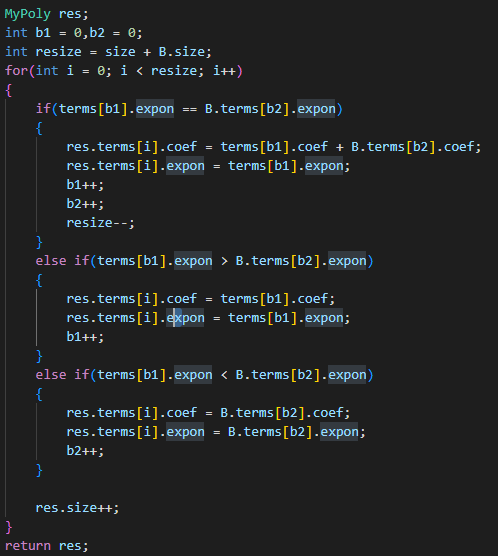 MyPoly res;
int b1 = 0,b2 = 0;
int resize = size + B.size;
for(int i = 0; i < resize; i++)
{
    if(terms[b1].expon == B.terms[b2].expon)
    {
        res.terms[i].coef = terms[b1].coef + B.terms[b2].coef;
        res.terms[i].expon = terms[b1].expon;
        b1++;
        b2++;
        resize--;
    }
    else if(terms[b1].expon > B.terms[b2].expon)
    {
        res.terms[i].coef = terms[b1].coef;
        res.terms[i].expon = terms[b1].expon;
        b1++;
    }
    else if(terms[b1].expon < B.terms[b2].expon)
    {
        res.terms[i].coef = B.terms[b2].coef;
        res.terms[i].expon = B.terms[b2].expon;
        b2++;
    }

    res.size++;
}
return res;